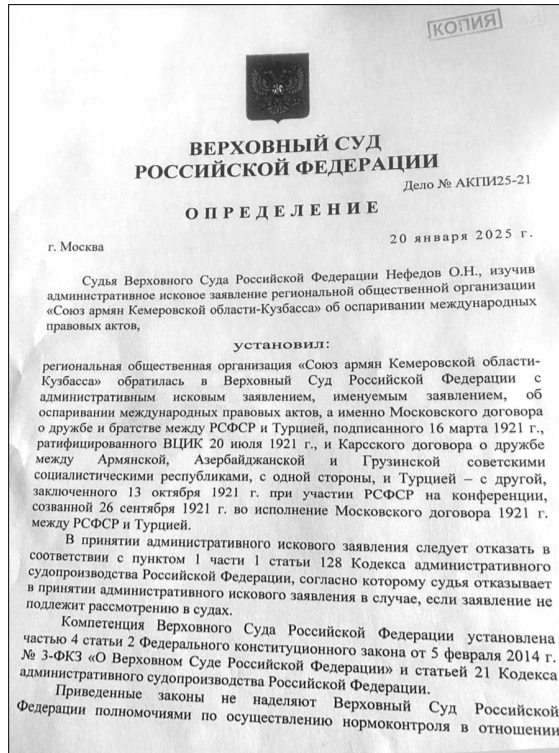 КОПИЯ
ВЕРХОВНЫЙ СУД
РОССИЙСКОЙ ФЕДЕРАЦИИ
Дело № АКПИ25-21
ОПРЕДЕЛЕНИЕ
г. Москва
20 января 2025 г.
Судья Верховного Суда Российской Федерации Нефедов О.Н., изучив
административное исковое заявление региональной общественной организации
«Союз армян Кемеровской области-Кузбасса» об оспаривании международных
правовых актов,
установил:
региональная общественная организация «Союз армян Кемеровской области-
Кузбасса» обратилась в Верховный Суд Российской Федерации с
административным исковым заявлением, именуемым заявлением, об
оспаривании международных правовых актов, а именно Московского договора
о дружбе и братстве между РСФСР и Турцией, подписанного 16 марта 1921 г.,
ратифицированного ВЦИК 20 июля 1921 г., и Карсского договора о дружбе
между Армянской, Азербайджанской и Грузинской советскими
социалистическими республиками, с одной стороны, и Турцией – с другой,
заключенного 13 октября 1921 г. при участии РСФСР на конференции,
созванной 26 сентября 1921 г. во исполнение Московского договора 1921 г.
между РСФСР и Турцией.
В принятии административного искового заявления следует отказать в
соответствии с пунктом 1 части 1 статьи 128 Кодекса административного
судопроизводства Российской Федерации, согласно которому судья отказывает
в принятии административного искового заявления в случае, если заявление не
подлежит рассмотрению в судах.
Компетенция Верховного Суда Российской Федерации установлена
частью 4 статьи 2 Федерального конституционного закона от 5 февраля 2014 г.
№ 3-ФКЗ «О Верховном Суде Российской Федерации» и статьей 21 Кодекса
административного судопроизводства Российской Федерации.
Приведенные законы не наделяют Верховный Суд Российской
Федерации полномочиями по осуществлению нормоконтроля в отношении